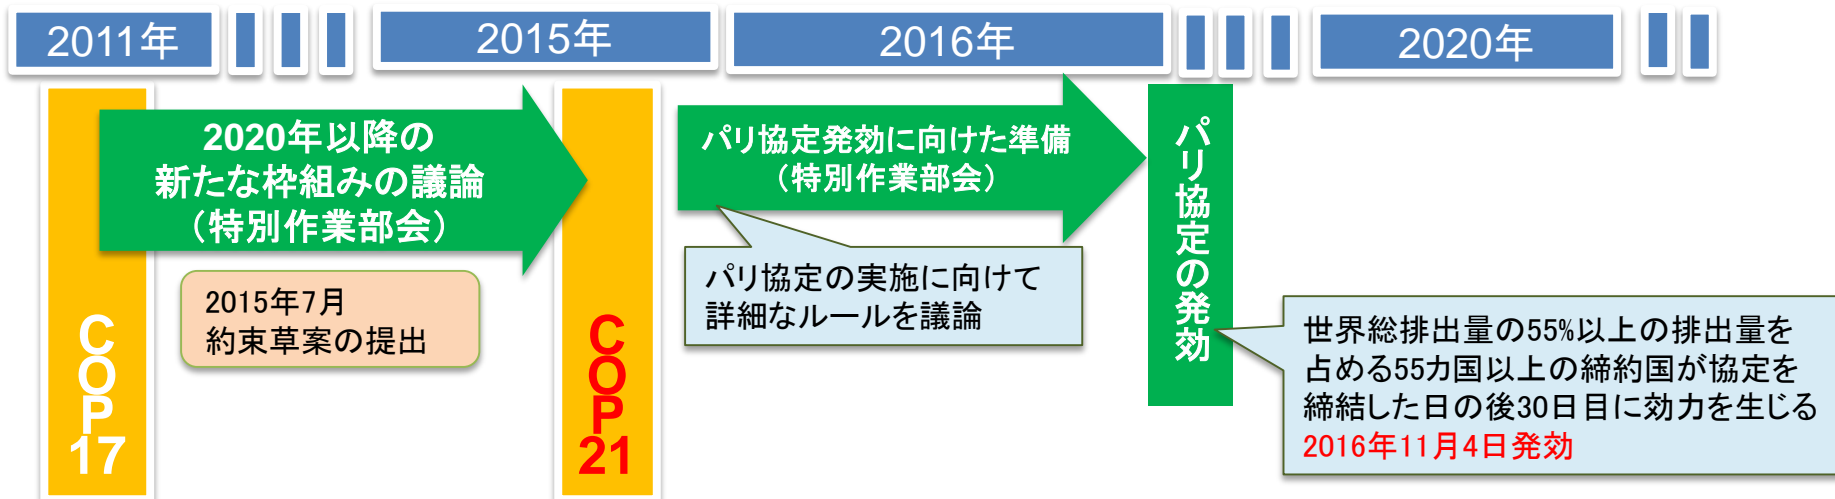 2011年
2015年
2016年
2020年
COP17
2020年以降の
新たな枠組みの議論
（特別作業部会）
2015年7月
約束草案の提出
COP21
パリ協定発効に向けた準備
（特別作業部会）
パリ協定の実施に向けて
詳細なルールを議論
パリ協定の発効
世界総排出量の55%以上の排出量を
占める55カ国以上の締約国が協定を
締結した日の後30日目に効力を生じる
2016年11月4日発効